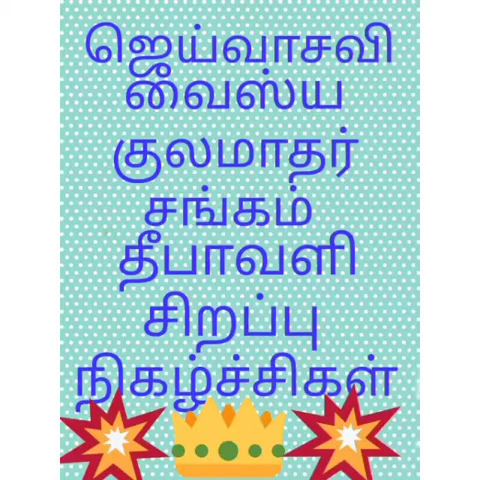 ஜெய்வாசவி
வைஸ்ய
குலமாதர்
சங்கம்
தீபாவளி
சிறப்பு
நிகழ்ச்சிகள்